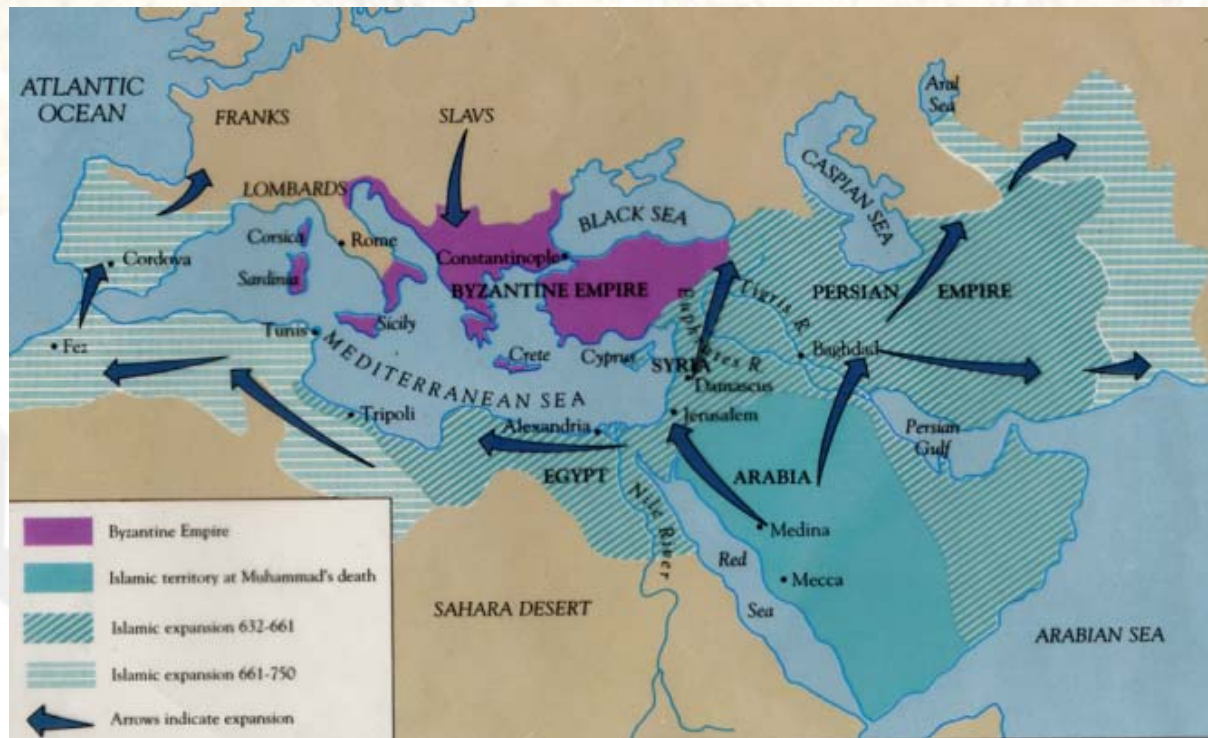 ATLANTIC
OCEAN
FRANKS
SLAVS
Aral
Sea
CASPIAN SEA
LOMBARDS
BLACK SEA
Corsica
Rome
Constantinople
Cordova
Sardinia
BYZANTINE EMPIRE
Tigris R.
PERSIAN EMPIRE
Euphrates R.
Tunis
Sicily
Fez
Crete
Cyprus
SYRIA
Baghdad
MEDITERRANEAN SEA
Damascus
Tripoli
Alexandria
Jerusalem
Persian
Gulf
EGYPT
ARABIA
Nile River
Medina
Red
Sea
Mecca
SAHARA DESERT
ARABIAN SEA
Byzantine Empire
Islamic territory at Muhammad's death
Islamic expansion 632-661
Islamic expansion 661-750
Arrows indicate expansion